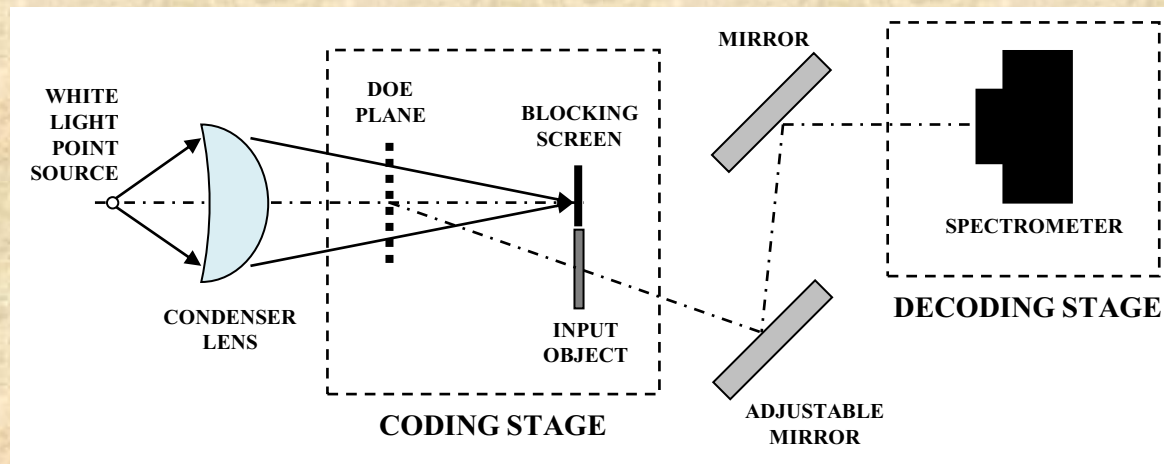 WHITE
LIGHT
POINT
SOURCE
CONDENSER
LENS
DOE
PLANE
BLOCKING
SCREEN
INPUT
OBJECT
CODING STAGE
MIRROR
ADJUSTABLE
MIRROR
SPECTROMETER
DECODING STAGE